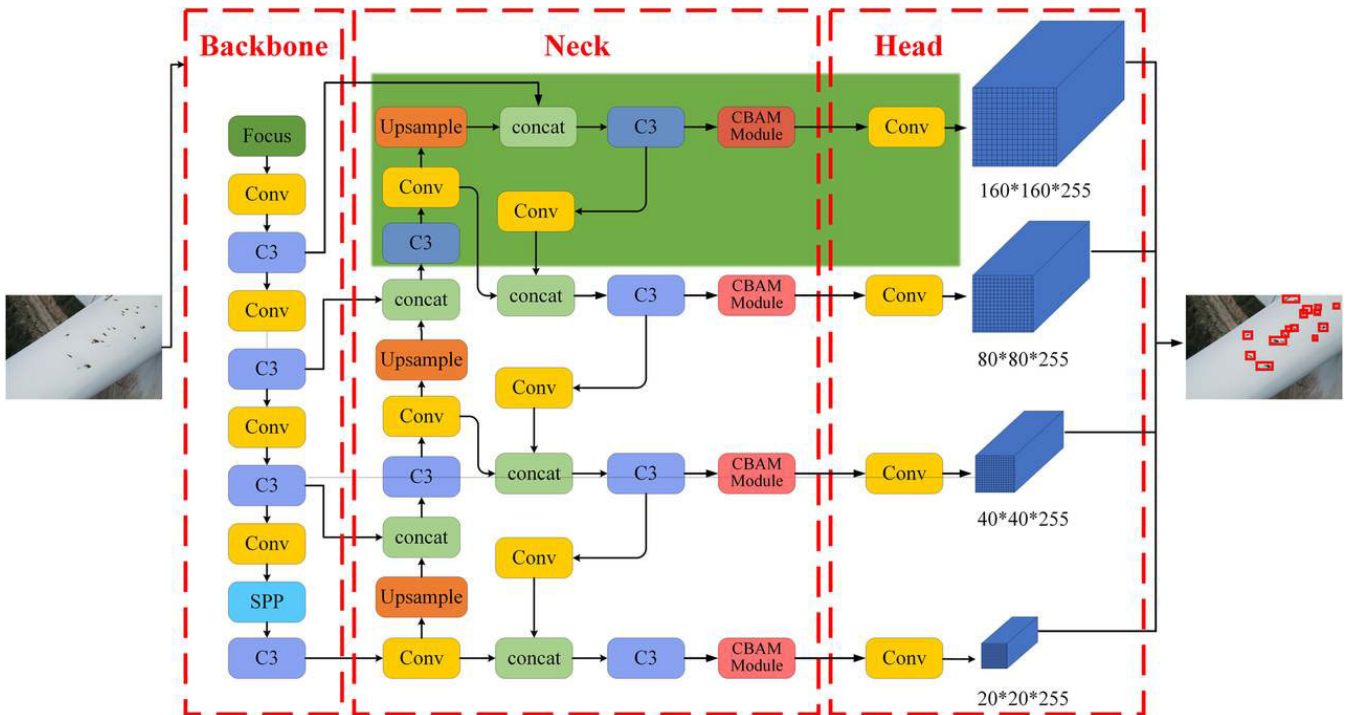 Backbone
Neck
Head
Focus
Conv
C3
Conv
C3
Conv
C3
Conv
SPP
C3
Upsample
concat
C3
CBAM
Module
Conv
Conv
C3
Conv
concat
concat
C3
CBAM
Module
Upsample
Conv
Conv
C3
concat
C3
CBAM
Module
concat
Upsample
Conv
Conv
concat
C3
CBAM
Module
Conv
160*160*255
Conv
80*80*255
Conv
40*40*255
Conv
20*20*255